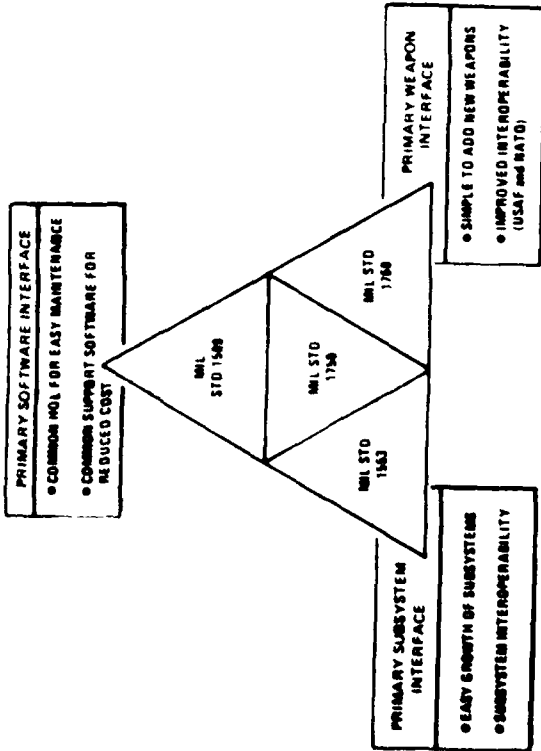 PRIMARY SOFTWARE INTERFACE
● COMMON HOL FOR EASY MAINTENANCE
● COMMON SUPPORT SOFTWARE FOR
REDUCED COST
MIL
STD 1589
MIL STD
1750
MIL STD
1553
MIL STD
1760
PRIMARY SUBSYSTEM
INTERFACE
● EASY GROWTH OF SUBSYSTEMS
● SUBSYSTEM INTEROPERABILITY
PRIMARY WEAPON
INTERFACE
● SIMPLE TO ADD NEW WEAPONS
● IMPROVED INTEROPERABILITY
(USAF and NATO)